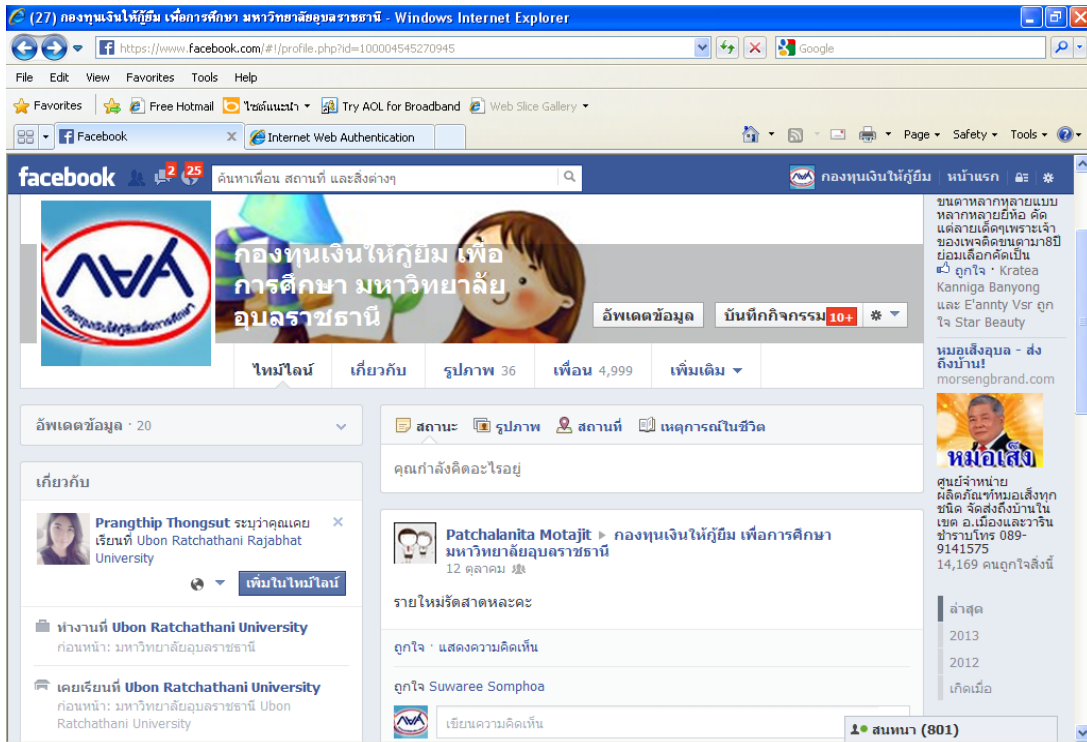 (27) กองทุนเงินให้กู้ยืม เพื่อการศึกษา มหาวิทยาลัยอุบลราชธานี - Windows Internet Explorer
https://www.facebook.com/#!/profile.php?id=100004545270945
Google
File Edit View Favorites Tools Help
Favorites Free Hotmail ไซต์แนะนำ Try AOL for Broadband Web Slice Gallery
Facebook Internet Web Authentication Page Safety Tools
facebook 2 25 ค้นหาเพื่อน สถานที่ และสิ่งต่างๆ กองทุนเงินให้กู้ยืม หน้าแรก
กยศ
กองทุนเงินให้กู้ยืมเพื่อการศึกษา
กองทุนเงินให้กู้ยืม เพื่อ
การศึกษา มหาวิทยาลัย
อุบลราชธานี
อัพเดตข้อมูล บันทึกกิจกรรม 10+
ไทม์ไลน์ เกี่ยวกับ รูปภาพ 36 เพื่อน 4,999 เพิ่มเติม
อัพเดตข้อมูล · 20
เกี่ยวกับ
Prangthip Thongsut ระบุว่าคุณเคย
เรียนที่ Ubon Ratchathani Rajabhat
University
เพิ่มในไทม์ไลน์
ทำงานที่ Ubon Ratchathani University
ก่อนหน้า: มหาวิทยาลัยอุบลราชธานี
เคยเรียนที่ Ubon Ratchathani University
ก่อนหน้า: มหาวิทยาลัยอุบลราชธานี Ubon
Ratchathani University
สถานะ รูปภาพ สถานที่ เหตุการณ์ในชีวิต
คุณกำลังคิดอะไรอยู่
Patchalanita Motajit ▸ กองทุนเงินให้กู้ยืม เพื่อการศึกษา
มหาวิทยาลัยอุบลราชธานี
12 ตุลาคม
รายใหม่รัดสาดหละคะ
ถูกใจ · แสดงความคิดเห็น
ถูกใจ Suwaree Somphoa
เขียนความคิดเห็น
ขนตาหลากหลายแบบ
หลากหลายยี่ห้อ คัด
แต่ลายเด็ดๆเพราะเจ้า
ของเพจติดขนตามา8ปี
ย่อมเลือกคัดเป็น
ถูกใจ · Kratea
Kanniga Banyong
และ E'annty Vsr ถูก
ใจ Star Beauty
หมอเส็งอุบล - ส่ง
ถึงบ้าน!
morsengbrand.com
หมอเส็ง
ศูนย์จำหน่าย
ผลิตภัณฑ์หมอเส็งทุก
ชนิด จัดส่งถึงบ้านใน
เขต อ.เมืองและวาริน
ชำราบโทร 089-
9141575
14,169 คนถูกใจสิ่งนี้
ล่าสุด
2013
2012
เกิดเมื่อ
สนทนา (801)